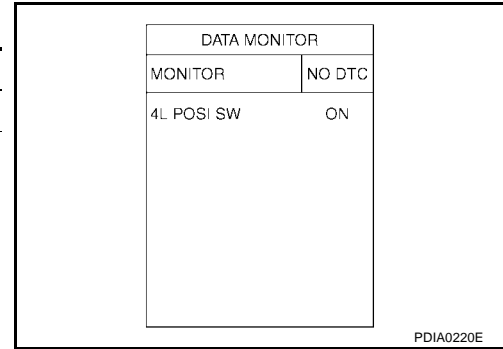 DATA MONITOR
MONITOR NO DTC
4L POSI SW ON
PDIA0220E